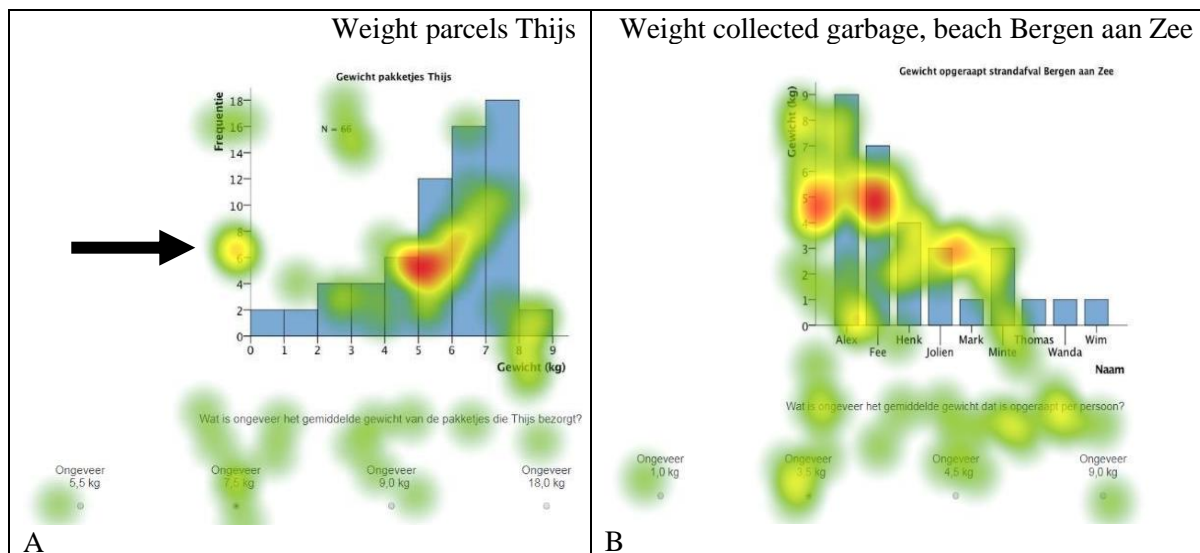 Weight parcels Thijs
Gewicht pakketjes Thijs
Frequentie
N = 66
18
16
14
12
10
8
6
4
2
0
0 1 2 3 4 5 6 7 8 9
Gewicht (kg)
Wat is ongeveer het gemiddelde gewicht van de pakketjes die Thijs bezorgt?
Ongeveer 5,5 kg
Ongeveer 7,5 kg
Ongeveer 9,0 kg
Ongeveer 18,0 kg
A
Weight collected garbage, beach Bergen aan Zee
Gewicht opgeraapt strandafval Bergen aan Zee
Gewicht (kg)
9
8
7
6
5
4
3
2
1
0
Alex Fee Henk Jolien Mark Minte Thomas Wanda Wim
Naam
Wat is ongeveer het gemiddelde gewicht dat is opgeraapt per persoon?
Ongeveer 1,0 kg
Ongeveer 3,5 kg
Ongeveer 4,5 kg
Ongeveer 9,0 kg
B